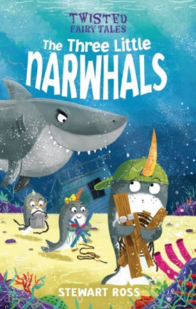 TWISTED
FAIRY TALES
The Three Little
NARWHALS
STEWART ROSS